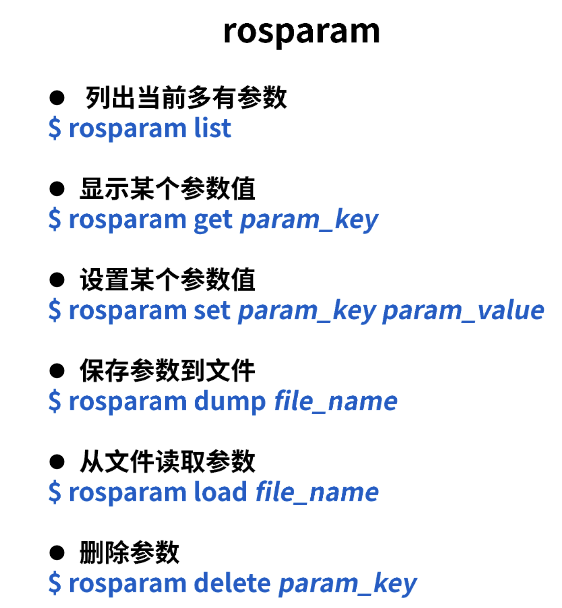 rosparam
● 列出当前多有参数
$ rosparam list
● 显示某个参数值
$ rosparam get param_key
● 设置某个参数值
$ rosparam set param_key param_value
● 保存参数到文件
$ rosparam dump file_name
● 从文件读取参数
$ rosparam load file_name
● 删除参数
$ rosparam delete param_key